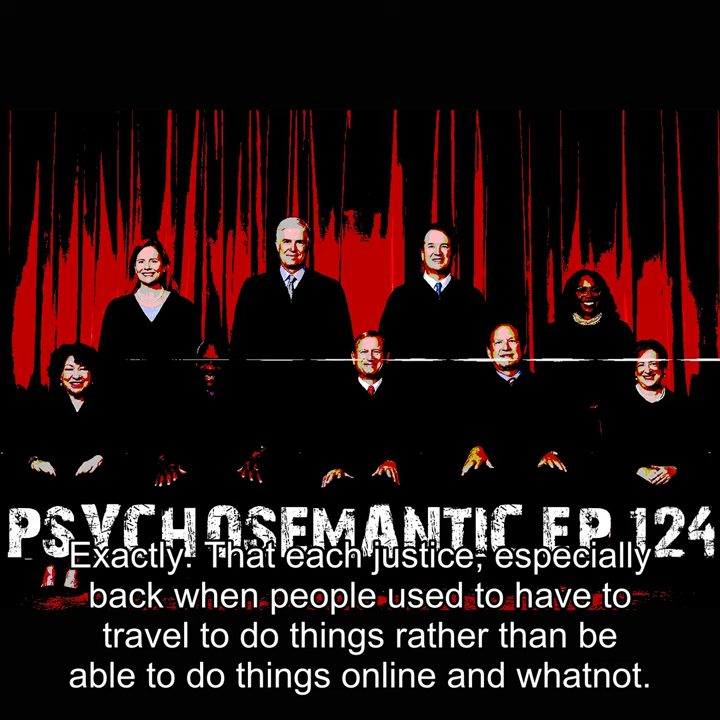 PSYCHOSEMANTIC EP 124
Exactly. That each justice, especially
back when people used to have to
travel to do things rather than be
able to do things online and whatnot.